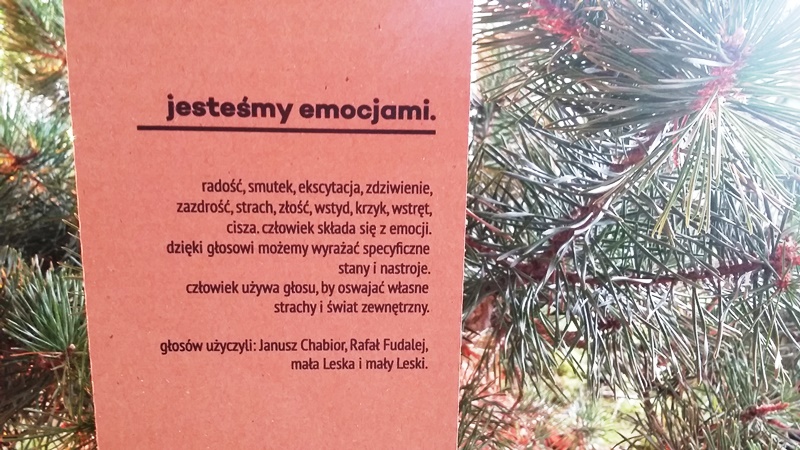 jesteśmy emocjami.
radość, smutek, ekscytacja, zdziwienie,
zazdrość, strach, złość, wstyd, krzyk, wstręt,
cisza. człowiek składa się z emocji.
dzięki głosowi możemy wyrażać specyficzne
stany i nastroje.
człowiek używa głosu, by oswajać własne
strachy i świat zewnętrzny.
głosów użyczyli: Janusz Chabior, Rafał Fudalej,
mała Leska i mały Leski.